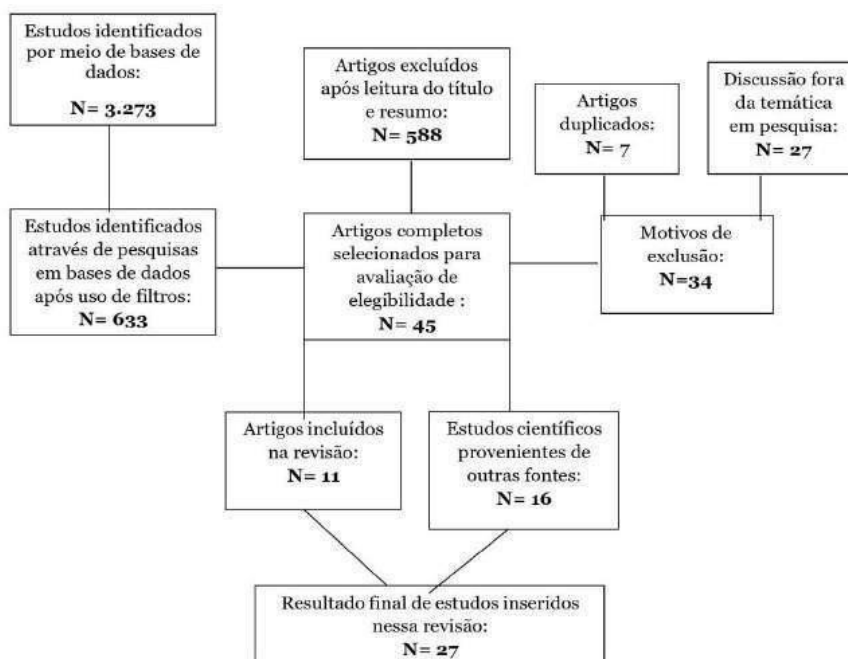 Estudos identificados
por meio de bases de
dados:
N= 3.273
Artigos excluídos
após leitura do título
e resumo:
N= 588
Artigos
duplicados:
N= 7
Discussão fora
da temática
em pesquisa:
N= 27
Estudos identificados
através de pesquisas
em bases de dados
após uso de filtros:
N= 633
Artigos completos
selecionados para
avaliação de
elegibilidade :
N= 45
Motivos de
exclusão:
N=34
Artigos incluídos
na revisão:
N= 11
Estudos científicos
provenientes de
outras fontes:
N= 16
Resultado final de estudos inseridos
nessa revisão:
N= 27